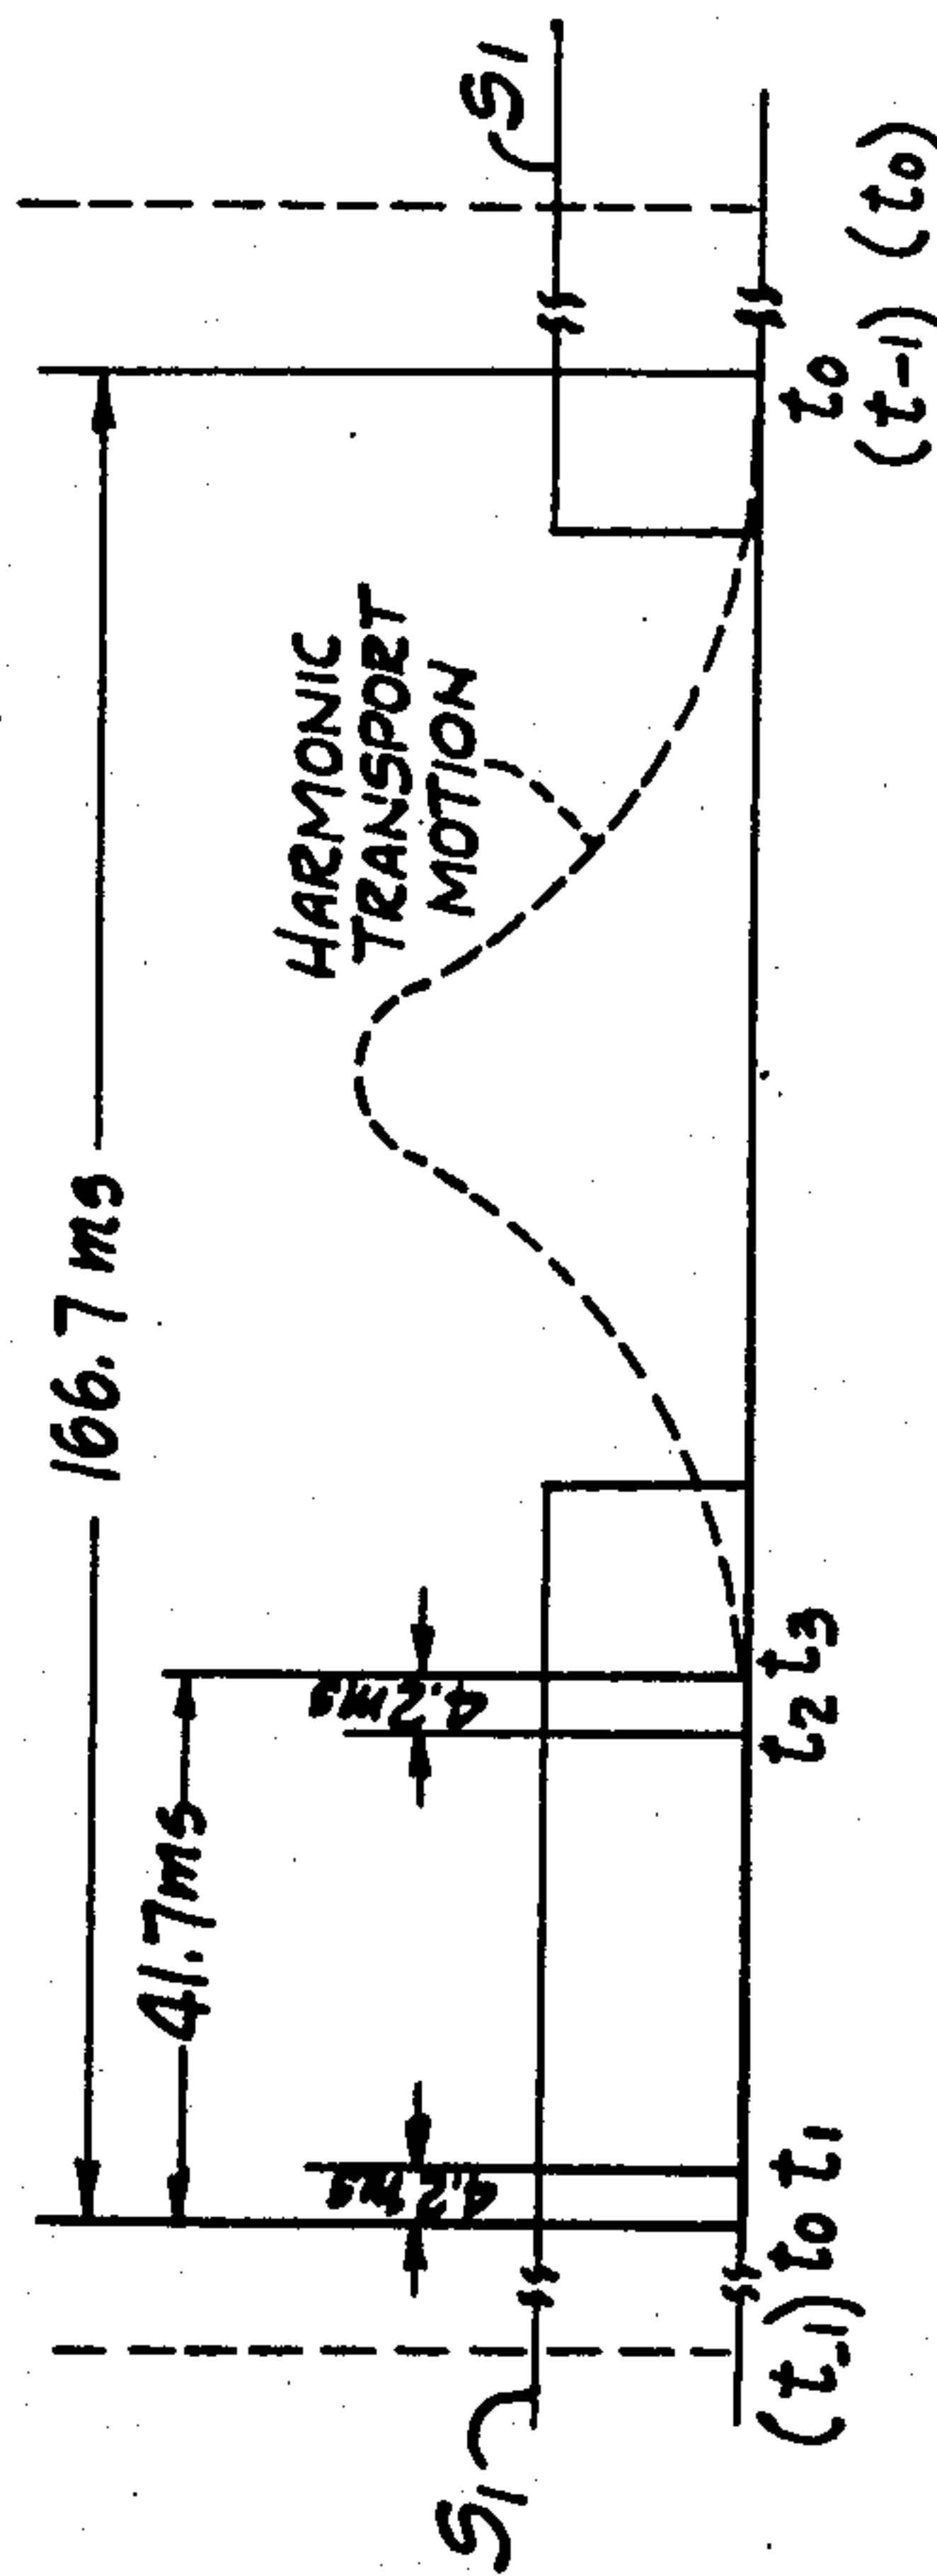 166.7 ms
41.7ms
4.2ms
4.2ms
HARMONIC
TRANSPORT
MOTION
S1
S1
(t-1) t0 t1
t2 t3
t0
(t-1) (t0)